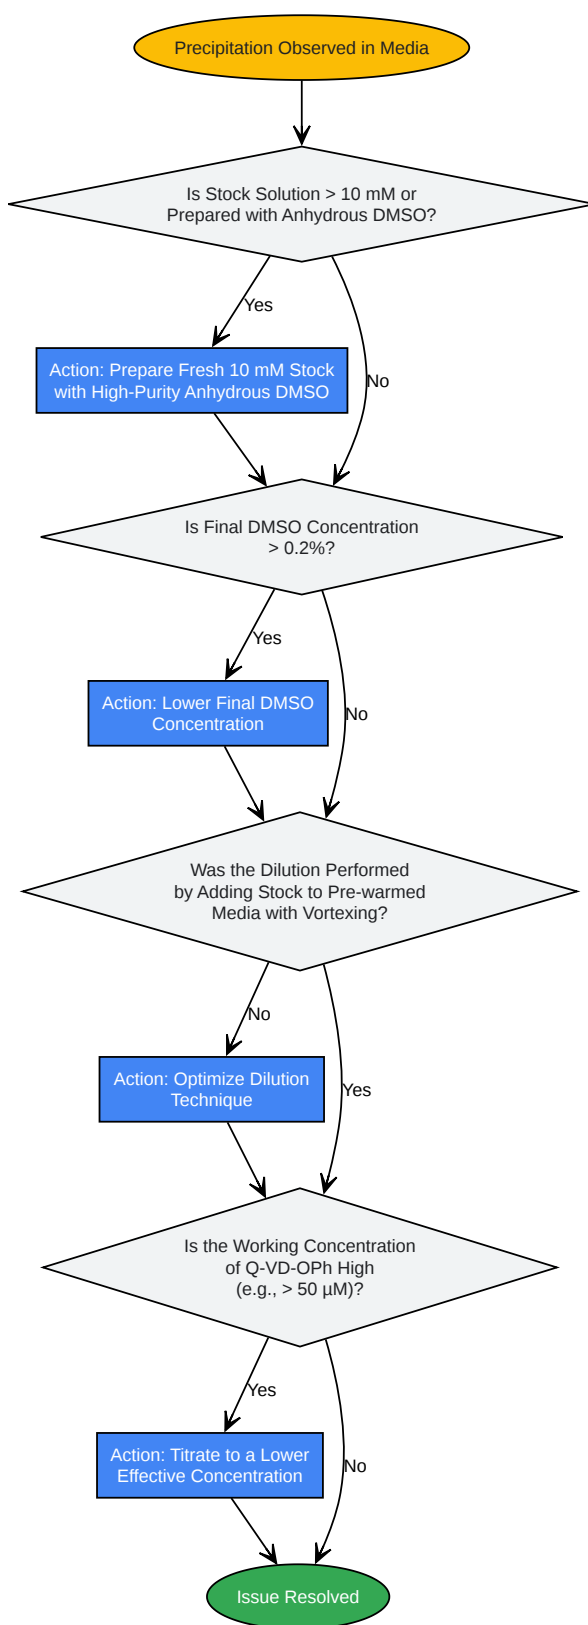 Precipitation Observed in Media
Is Stock Solution > 10 mM or
Prepared with Anhydrous DMSO?
Yes
Action: Prepare Fresh 10 mM Stock
with High-Purity Anhydrous DMSO
No
Is Final DMSO Concentration
> 0.2%?
Yes
Action: Lower Final DMSO
Concentration
No
Was the Dilution Performed
by Adding Stock to Pre-warmed
Media with Vortexing?
No
Action: Optimize Dilution
Technique
Yes
Is the Working Concentration
of Q-VD-OPh High
(e.g., > 50 µM)?
Yes
Action: Titrate to a Lower
Effective Concentration
No
Issue Resolved